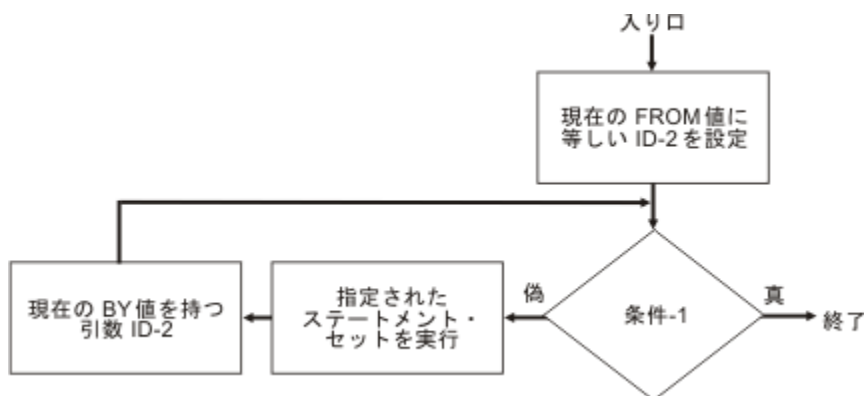 入り口
現在の FROM 値に
等しい ID-2 を設定
現在の BY 値を持つ
引数 ID-2
指定された
ステートメント・
セットを実行
偽
条件-1
真
終了